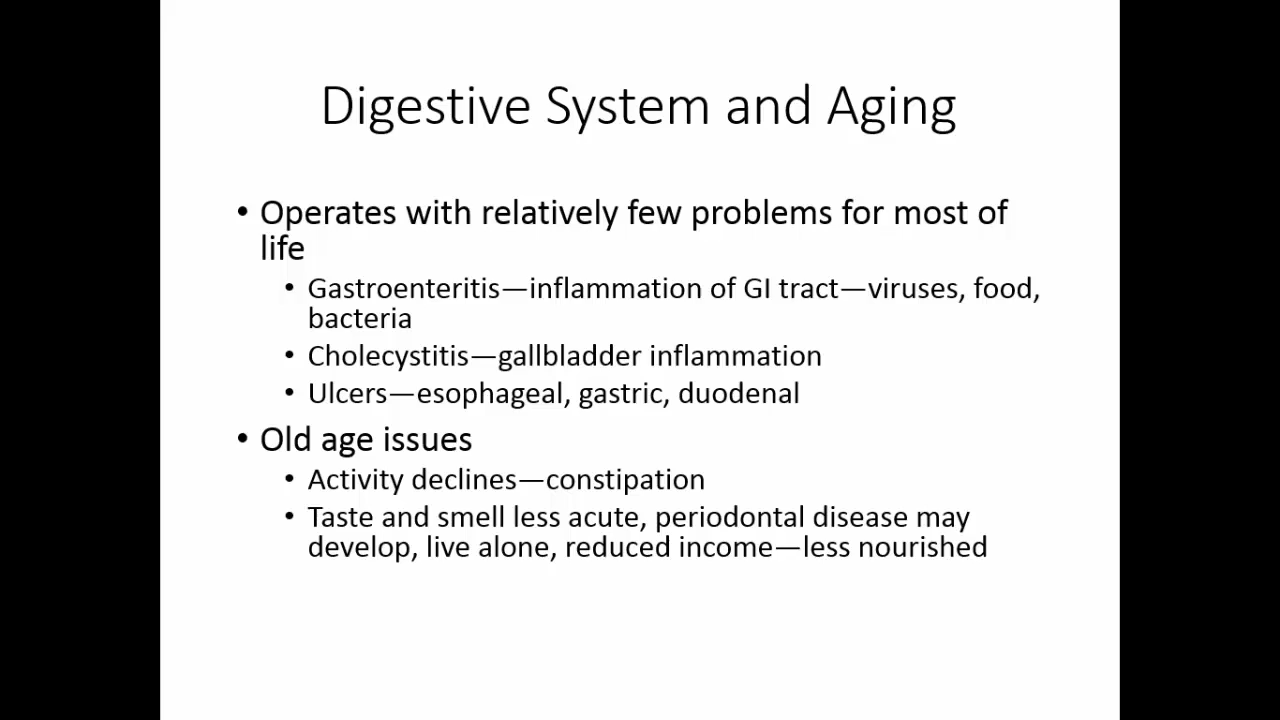 Digestive System and Aging
• Operates with relatively few problems for most of
life
• Gastroenteritis—inflammation of GI tract—viruses, food,
bacteria
• Cholecystitis—gallbladder inflammation
• Ulcers—esophageal, gastric, duodenal
• Old age issues
• Activity declines—constipation
• Taste and smell less acute, periodontal disease may
develop, live alone, reduced income—less nourished